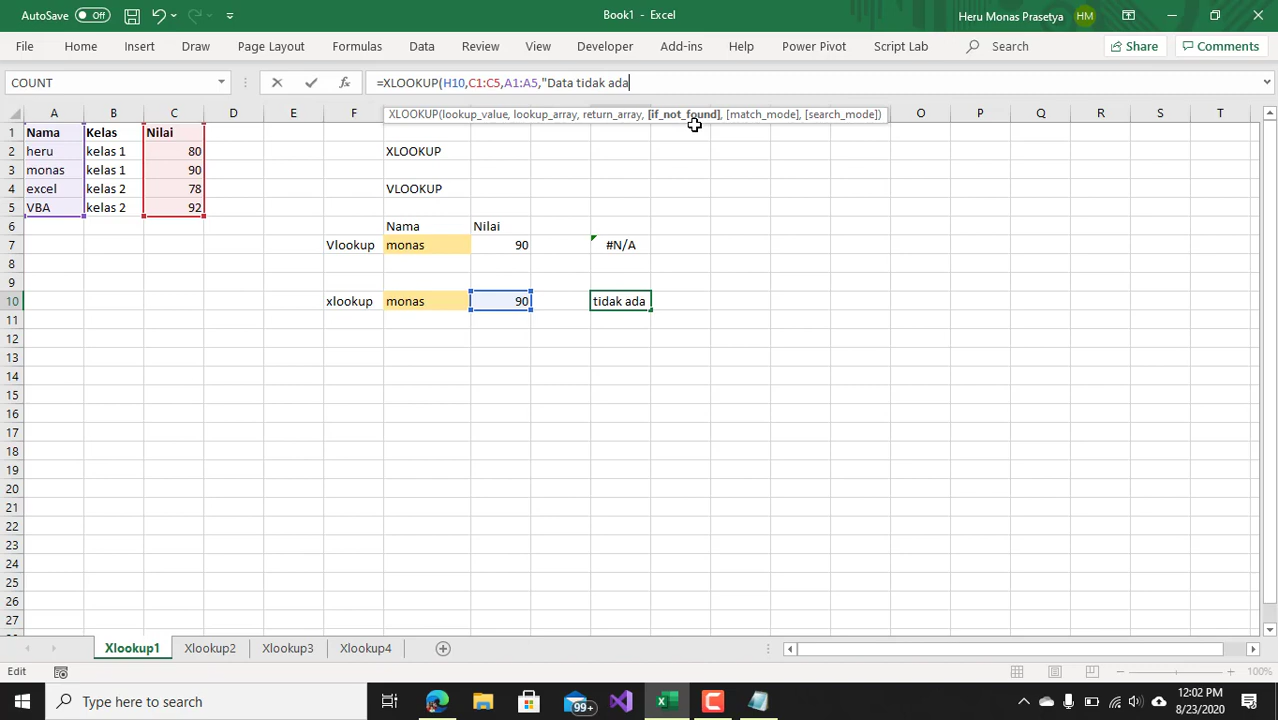 AutoSave Off Book1 - Excel Heru Monas Prasetya HM
File Home Insert Draw Page Layout Formulas Data Review View Developer Add-ins Help Power Pivot Script Lab Search Share Comments
COUNT fx =XLOOKUP(H10,C1:C5,A1:A5,"Data tidak ada
XLOOKUP(lookup_value, lookup_array, return_array, [if_not_found], [match_mode], [search_mode])
A B C D E F G H I J K L M N O P Q R S T
1 Nama Kelas Nilai
2 heru kelas 1 80 XLOOKUP
3 monas kelas 1 90
4 excel kelas 2 78 VLOOKUP
5 VBA kelas 2 92
6 Nama Nilai
7 Vlookup monas 90 #N/A
8
9
10 xlookup monas 90 tidak ada
11
12
13
14
15
16
17
18
19
20
21
22
23
24
25
26
27
Xlookup1 Xlookup2 Xlookup3 Xlookup4
Edit 100%
Type here to search 99+ 12:02 PM
8/23/2020